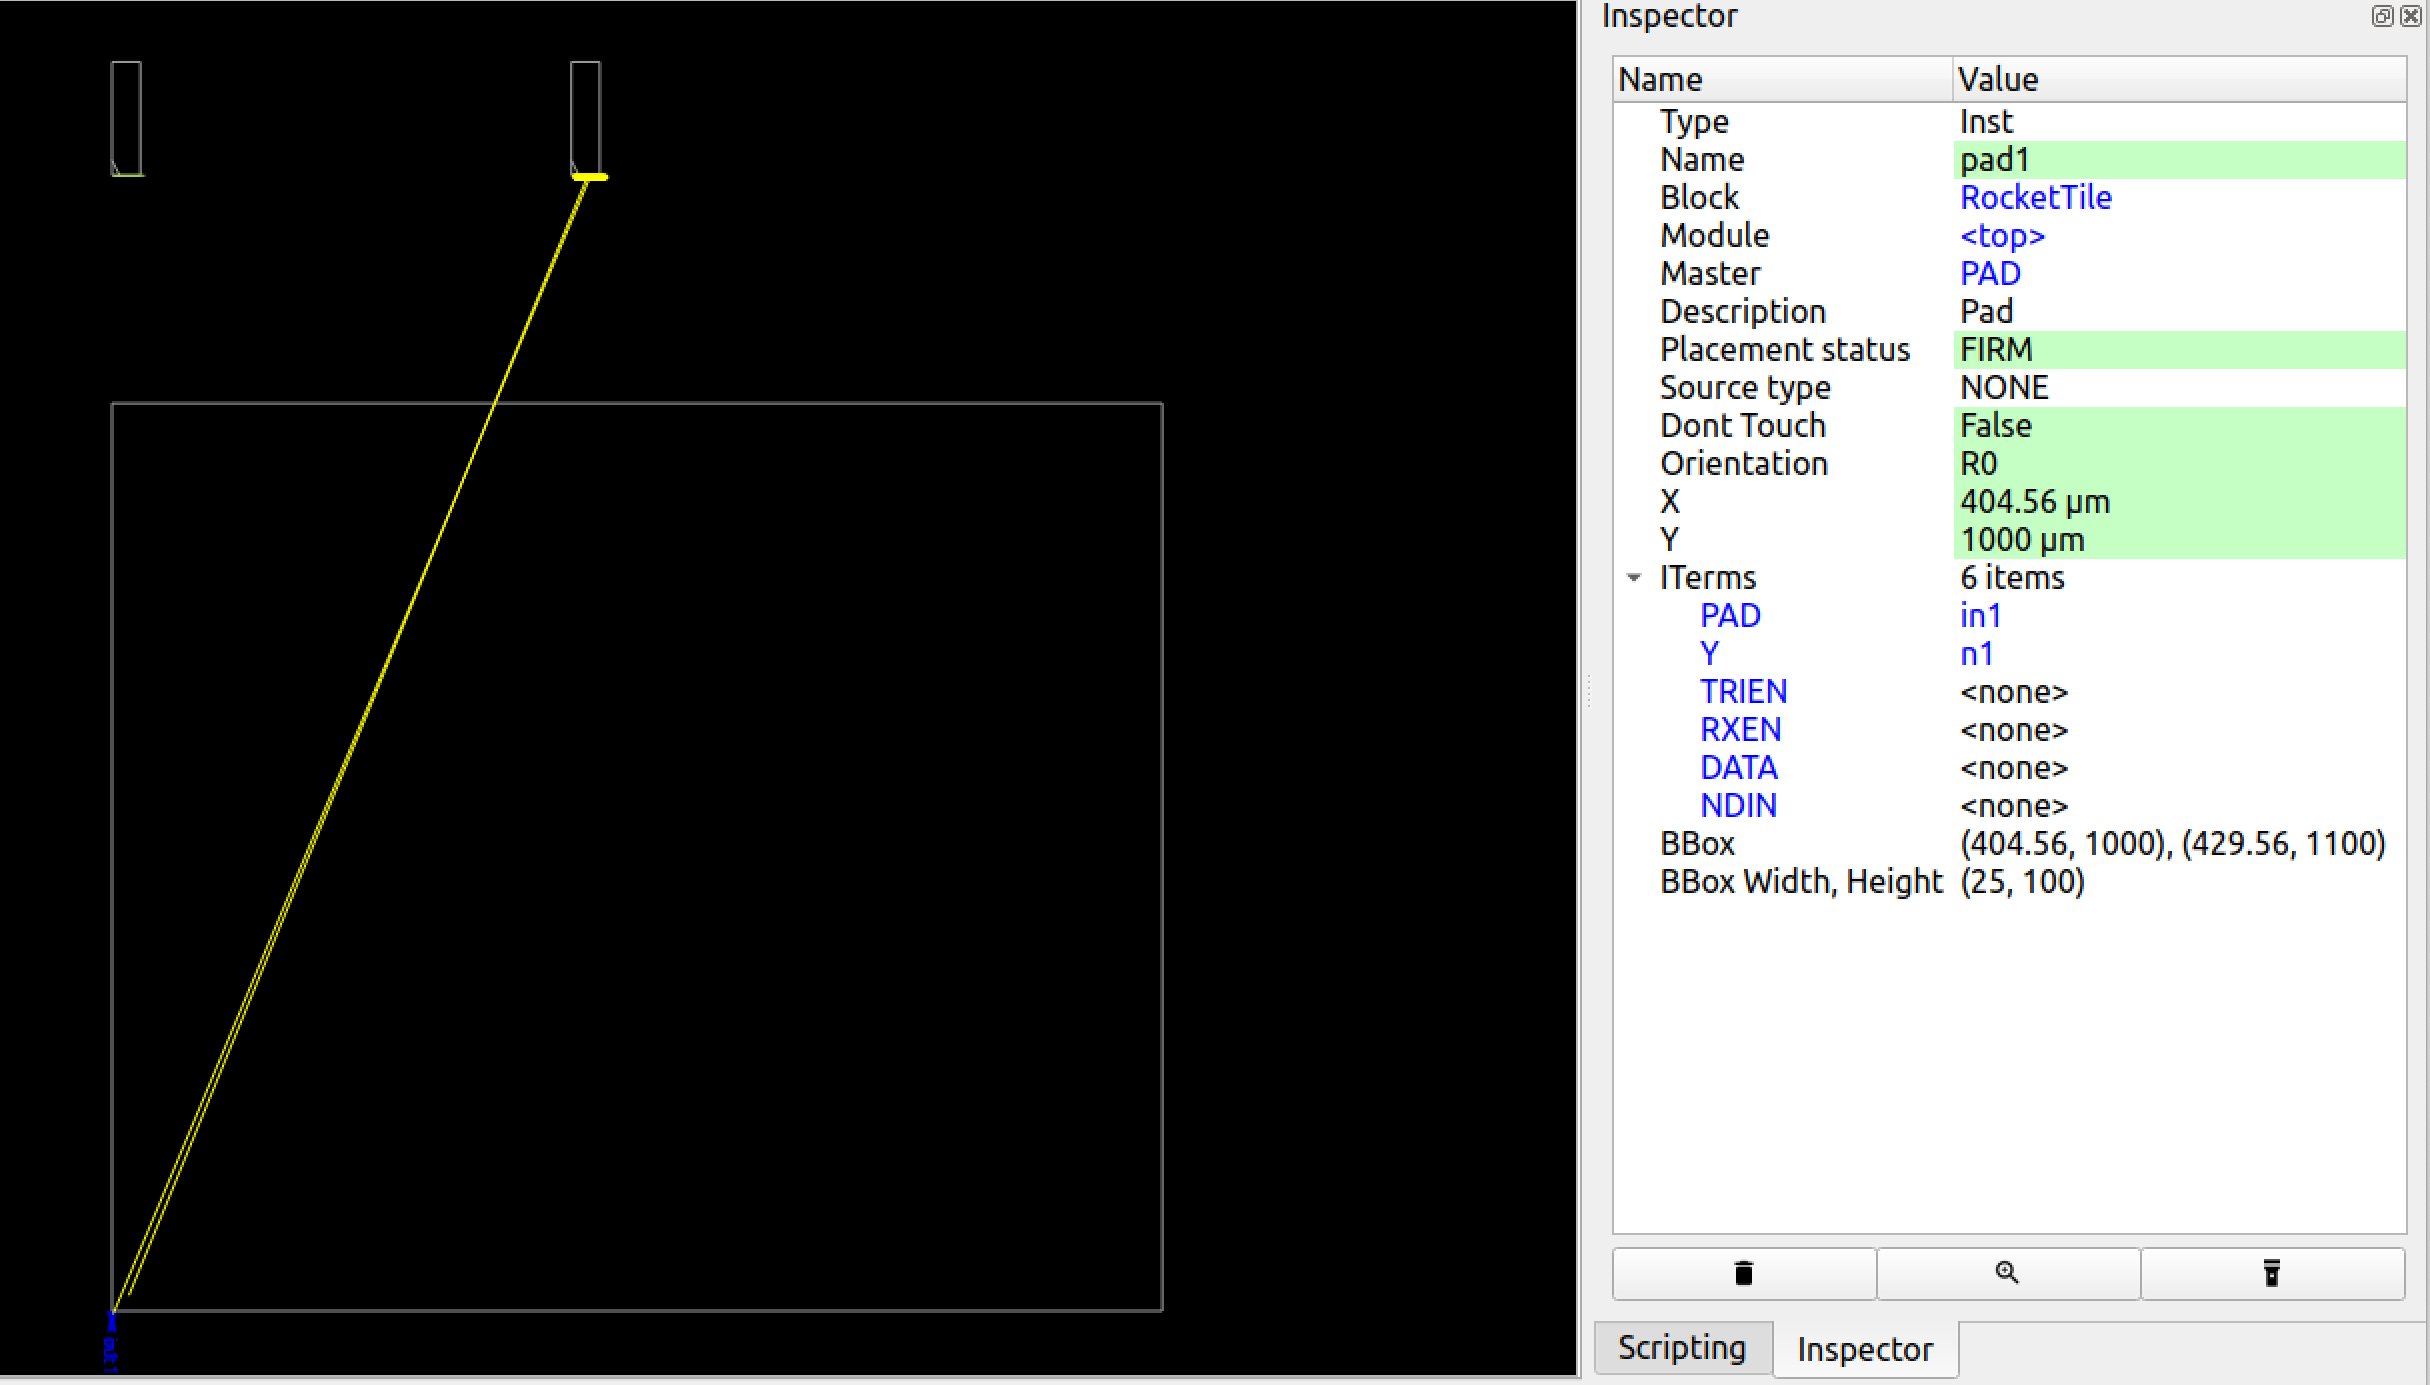 Inspector
Name Value
Type Inst
Name pad1
Block RocketTile
Module <top>
Master PAD
Description Pad
Placement status FIRM
Source type NONE
Dont Touch False
Orientation R0
X 404.56 µm
Y 1000 µm
ITerms 6 items
PAD in1
Y n1
TRIEN <none>
RXEN <none>
DATA <none>
NDIN <none>
BBox (404.56, 1000), (429.56, 1100)
BBox Width, Height (25, 100)
Scripting Inspector